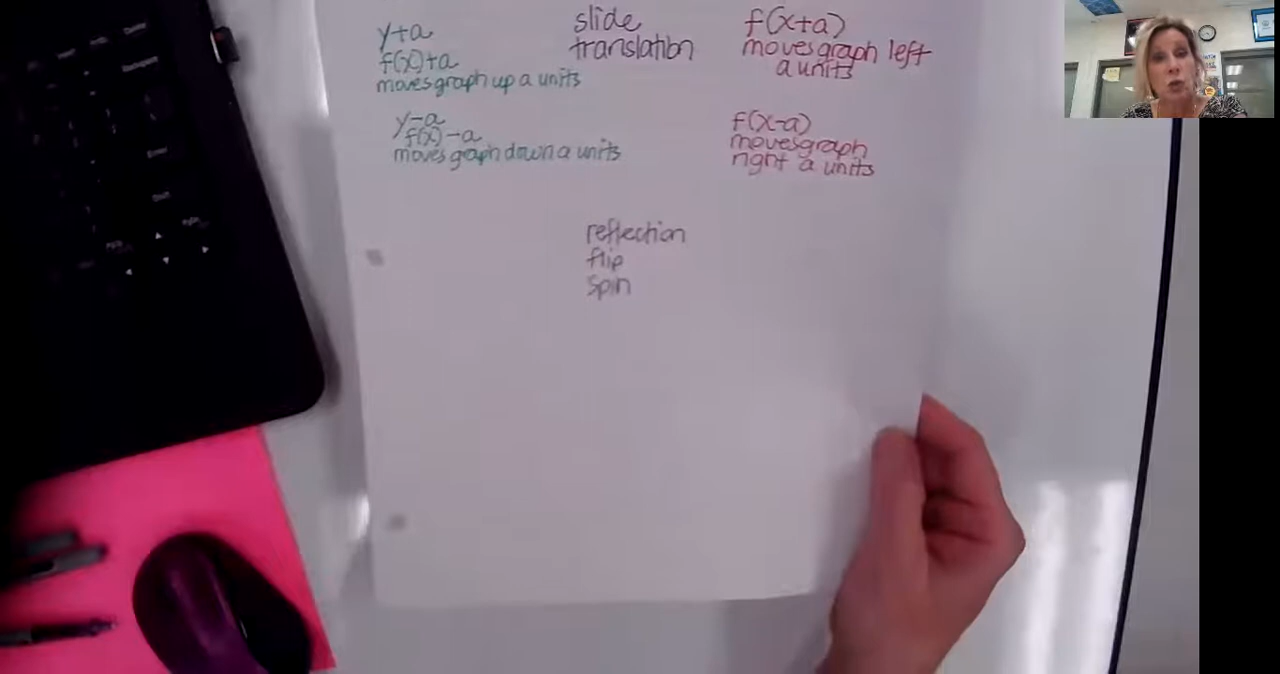 y+a
f(x)+a
moves graph up a units
y-a
f(x)-a
moves graph down a units
slide
translation
f(x+a)
moves graph left
a units
f(x-a)
moves graph
right a units
reflection
flip
spin